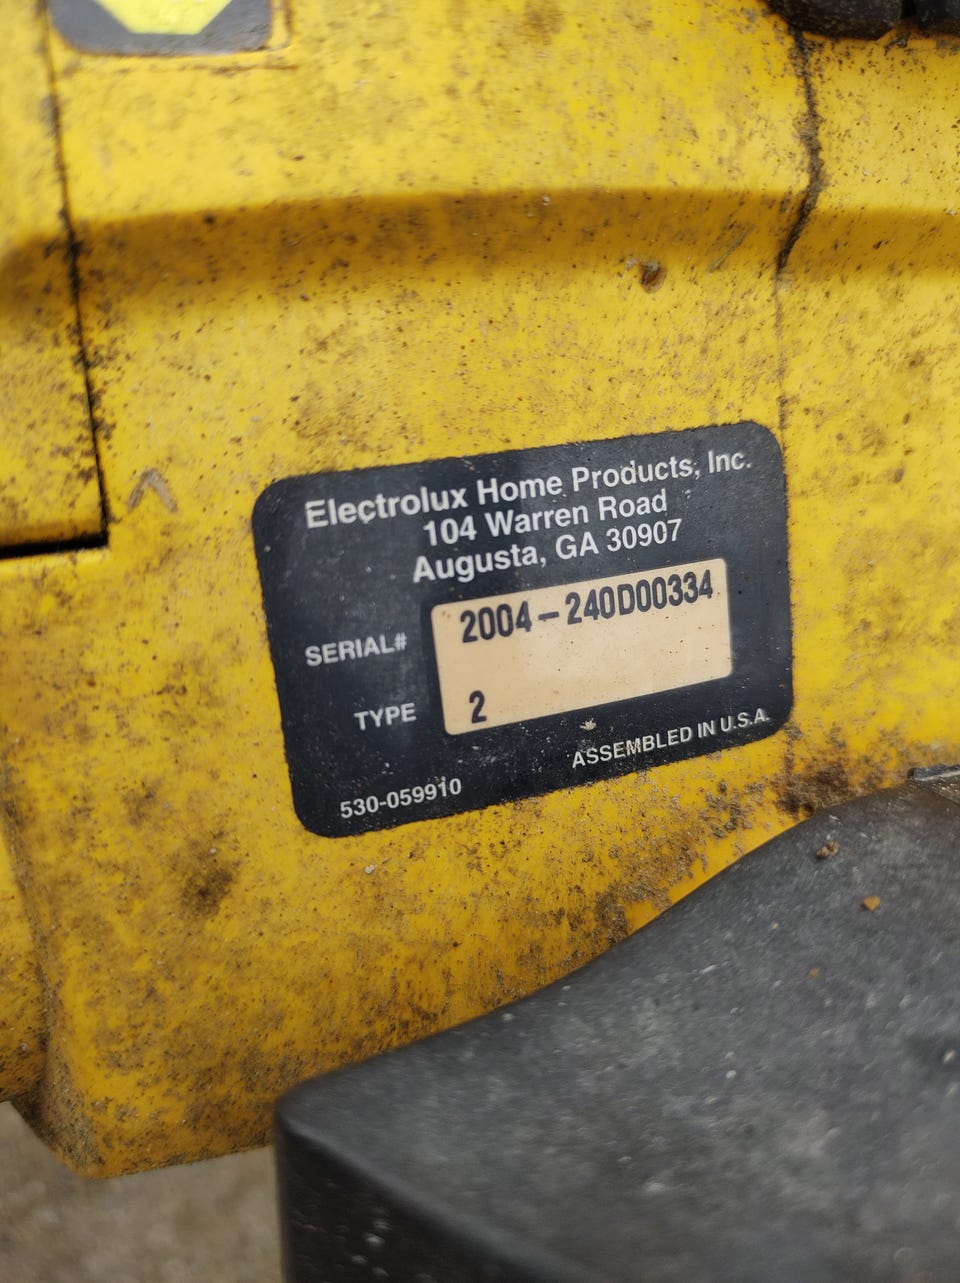 Electrolux Home Products, Inc.
104 Warren Road
Augusta, GA 30907
SERIAL# 2004-240D00334
TYPE 2
530-059910 ASSEMBLED IN U.S.A.